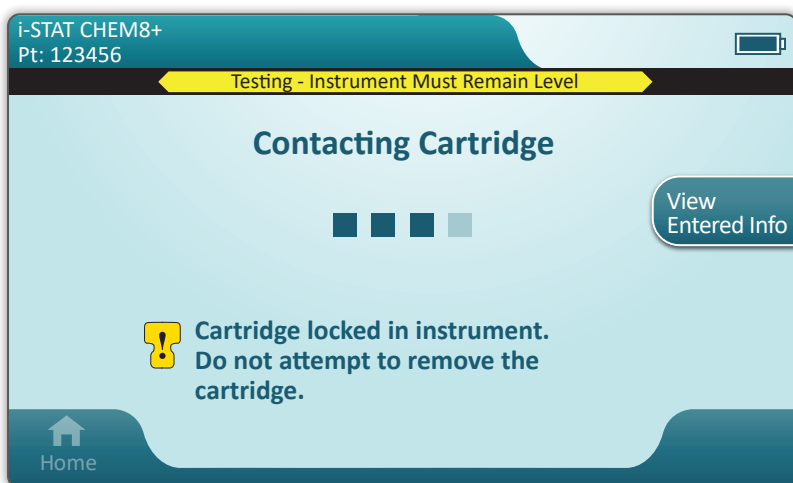 i-STAT CHEM8+
Pt: 123456
Testing - Instrument Must Remain Level
Contacting Cartridge
View
Entered Info
! Cartridge locked in instrument.
Do not attempt to remove the
cartridge.
Home